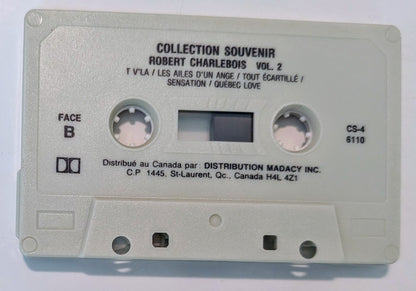 COLLECTION SOUVENIR
ROBERT CHARLEBOIS VOL. 2
T V'LA / LES AILES D'UN ANGE / TOUT ÉCARTILLÉ /
SENSATION / QUÉBEC LOVE
FACE
B
CS-4
6110
Distribué au Canada par: DISTRIBUTION MADACY INC.
C.P 1445, St-Laurent, Qc., Canada H4L 4Z1